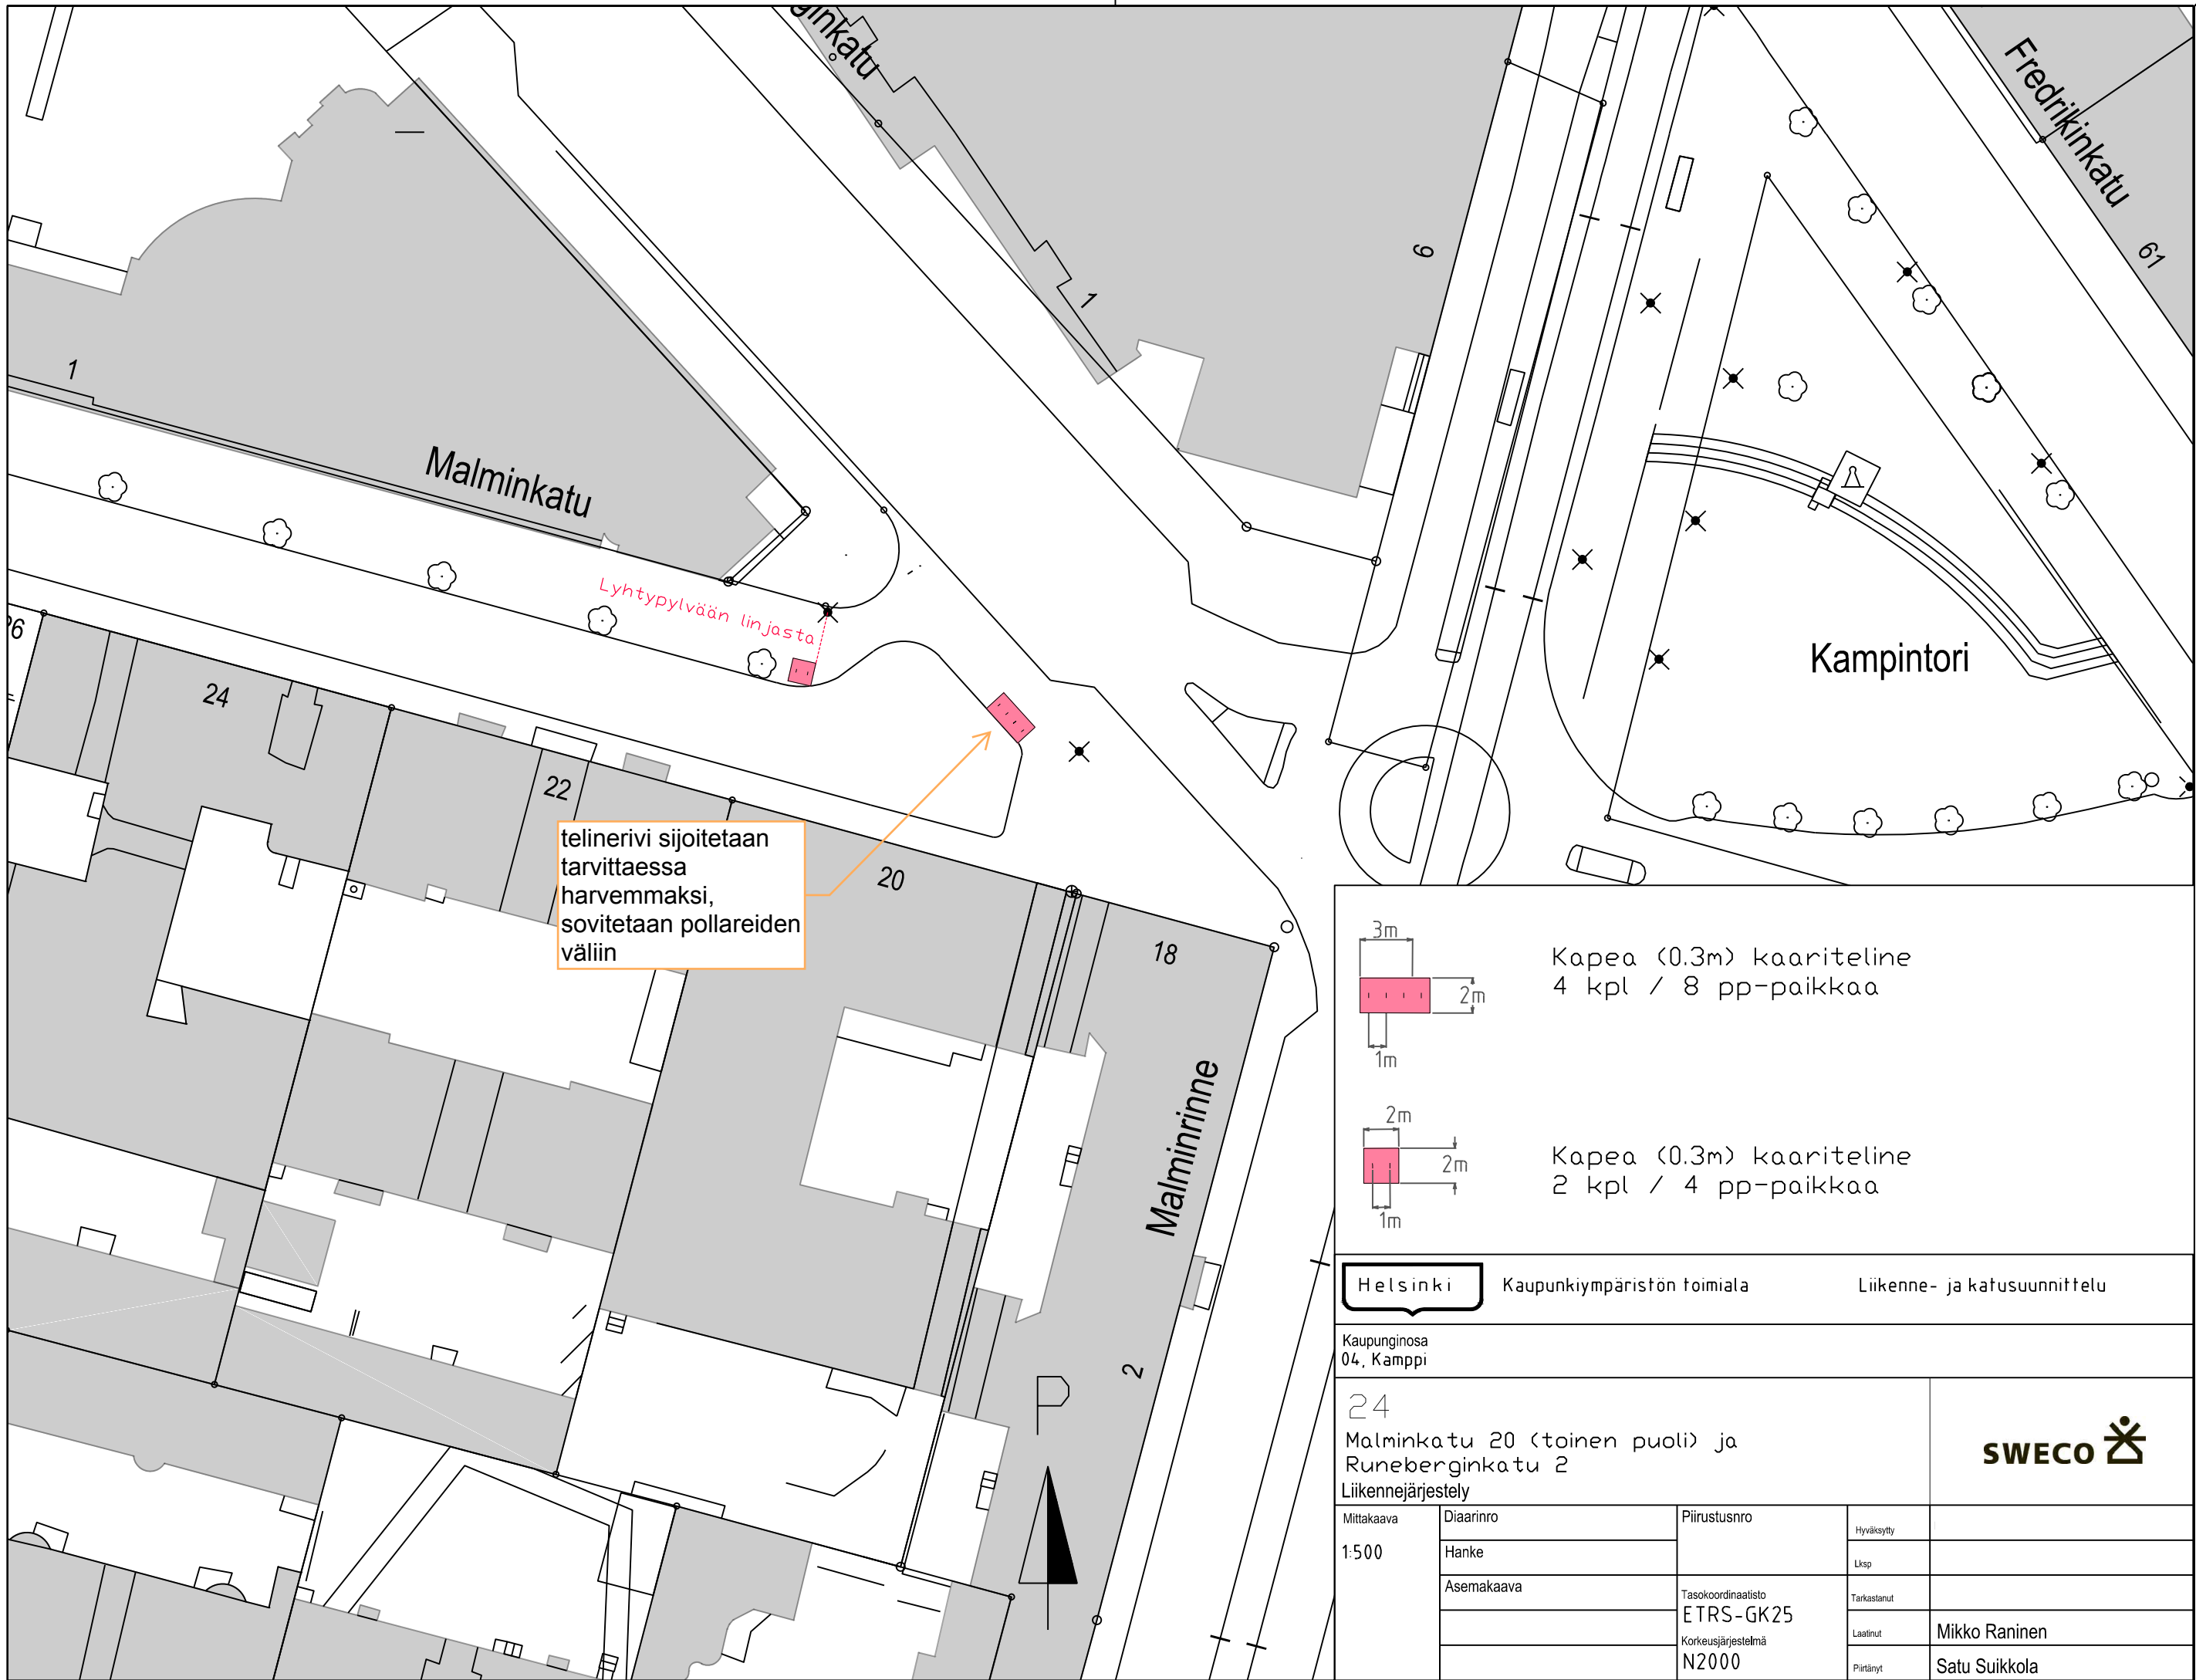 ginkatu
Fredrikinkatu
61
6
1
1
Malminkatu
Lyhtypylvään linjasta
Kampintori
26
24
22
20
18
telinerivi sijoitetaan
tarvittaessa
harvemmaksi,
sovitetaan pollareiden
väliin
Malminrinne
2
P
3m
2m
1m
Kapea (0.3m) kaariteline
4 kpl / 8 pp-paikkaa
2m
2m
1m
Kapea (0.3m) kaariteline
2 kpl / 4 pp-paikkaa
Helsinki Kaupunkiympäristön toimiala Liikenne- ja katusuunnittelu
Kaupunginosa
04, Kamppi
24
Malminkatu 20 (toinen puoli) ja
Runeberginkatu 2
Liikennejärjestely
SWECO
Mittakaava
1:500
Diaarinro
Hanke
Asemakaava
Piirustusnro
Tasokoordinaatisto
ETRS-GK25
Korkeusjärjestelmä
N2000
Hyväksytty
Lksp
Tarkastanut
Laatinut Mikko Raninen
Piirtänyt Satu Suikkola